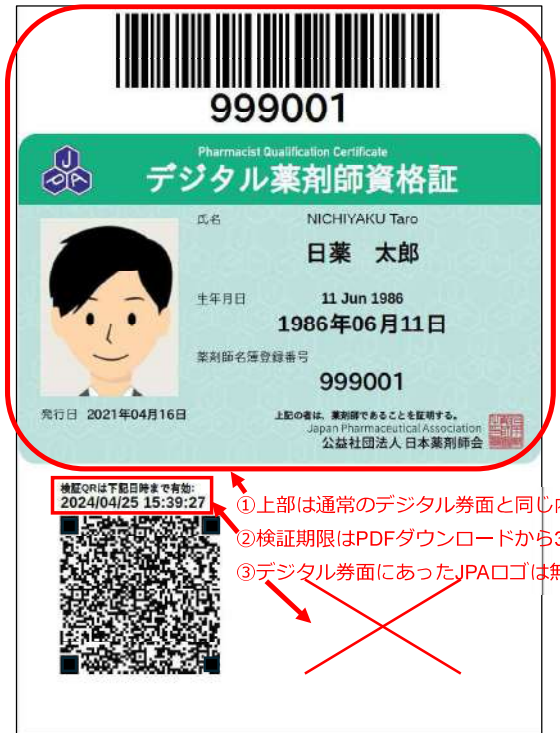 999001
JPA
Pharmacist Qualification Certificate
デジタル薬剤師資格証
氏名 NICHIYAKU Taro
日薬 太郎
生年月日 11 Jun 1986
1986年06月11日
薬剤師名簿登録番号
999001
発行日 2021年04月16日
上記の者は、薬剤師であることを証明する。
Japan Pharmaceutical Association
公益社団法人 日本薬剤師会
検証QRは下記日時まで有効:
2024/04/25 15:39:27
①上部は通常のデジタル券面と同じ
②検証期限はPDFダウンロードから3
③デジタル券面にあったJPAロゴは無